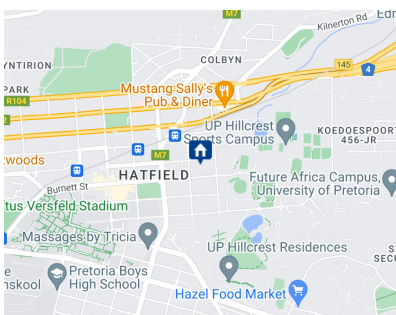 M7
Kilnerton Rd
Edm
COLBYN
YNTIRION
145
4
PARK
Mustang Sally's
Pub & Diner
R104
UP Hillcrest
Sports Campus
KOEDOESPOORT
456-JR
twoods
M7
HATFIELD
Burnett St
Future Africa Campus,
University of Pretoria
tus Versfeld Stadium
Massages by Tricia
UP Hillcrest Residences
SI
SECU
e
nskool
Pretoria Boys
High School
Hazel Food Market